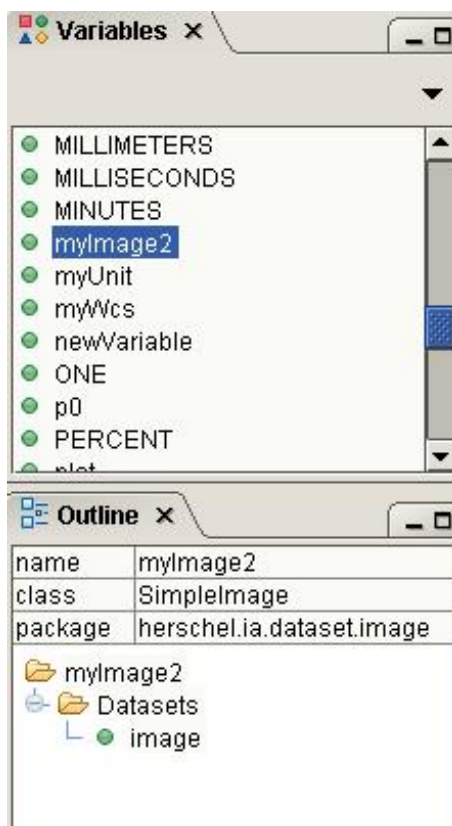 Variables
MILLIMETERS
MILLISECONDS
MINUTES
myImage2
myUnit
myWcs
newVariable
ONE
p0
PERCENT
plot
Outline
name myImage2
class SimpleImage
package herschel.ia.dataset.image
myImage2
Datasets
image